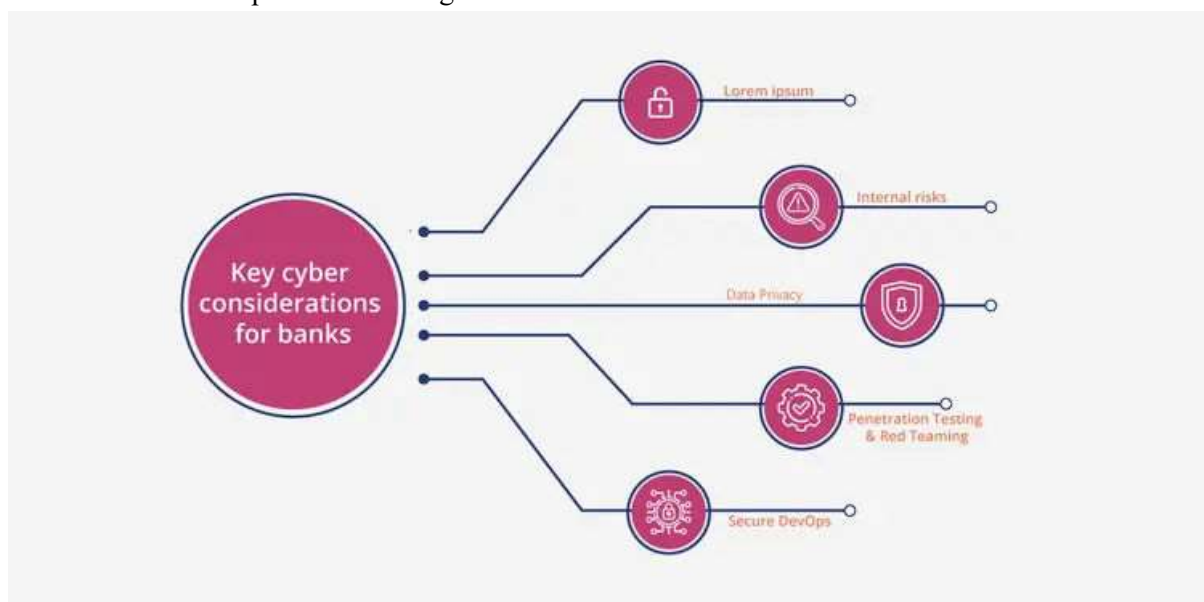 Lorem ipsum
Internal risks
Key cyber
considerations
for banks
Data Privacy
Penetration Testing
& Red Teaming
Secure DevOps